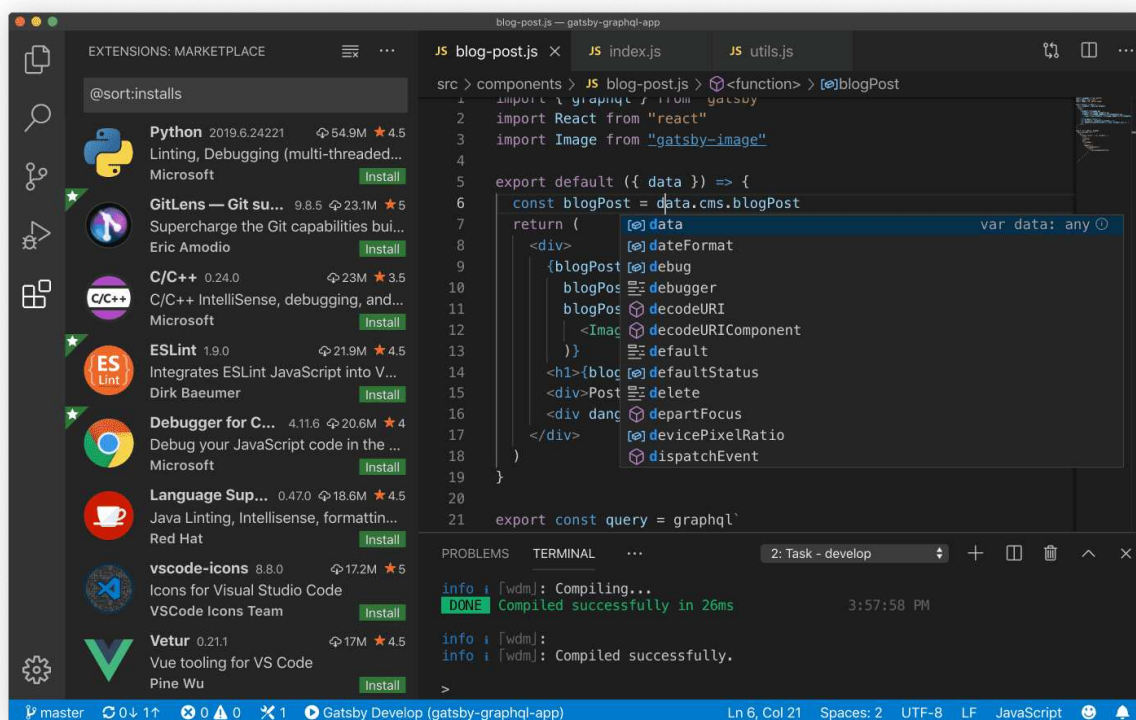 blog-post.js — gatsby-graphql-app
EXTENSIONS: MARKETPLACE
@sort:installs
Python 2019.6.24221 54.9M 4.5
Linting, Debugging (multi-threaded...
Microsoft Install
GitLens — Git su... 9.8.5 23.1M 5
Supercharge the Git capabilities bui...
Eric Amodio Install
C/C++ 0.24.0 23M 3.5
C/C++
C/C++ IntelliSense, debugging, and...
Microsoft Install
ESLint 1.9.0 21.9M 4.5
ES
Lint
Integrates ESLint JavaScript into V...
Dirk Baeumer Install
Debugger for C... 4.11.6 20.6M 4
Debug your JavaScript code in the ...
Microsoft Install
Language Sup... 0.47.0 18.6M 4.5
Java Linting, Intellisense, formattin...
Red Hat Install
vscode-icons 8.8.0 17.2M 5
Icons for Visual Studio Code
VSCode Icons Team Install
Vetur 0.21.1 17M 4.5
Vue tooling for VS Code
Pine Wu Install
JS blog-post.js JS index.js JS utils.js
src > components > JS blog-post.js > <function> > blogPost
1 import { graphql } from "gatsby"
2 import React from "react"
3 import Image from "gatsby-image"
4
5 export default ({ data }) => {
6 const blogPost = data.cms.blogPost
7 return (
8 <div>
9 {blogPost
10 blogPos
11 blogPos
12 <Imag
13 )}
14 <h1>{blog
15 <div>Post
16 <div dang
17 </div>
18 )
19 }
20
21 export const query = graphql`
data var data: any
dateFormat
debug
debugger
decodeURI
decodeURIComponent
default
defaultStatus
delete
departFocus
devicePixelRatio
dispatchEvent
PROBLEMS TERMINAL ... 2: Task - develop
info i ｢wdm｣: Compiling...
DONE Compiled successfully in 26ms 3:57:58 PM
info i ｢wdm｣:
info i ｢wdm｣: Compiled successfully.
>
master 0↓ 1↑ 0 0 1 Gatsby Develop (gatsby-graphql-app) Ln 6, Col 21 Spaces: 2 UTF-8 LF JavaScript